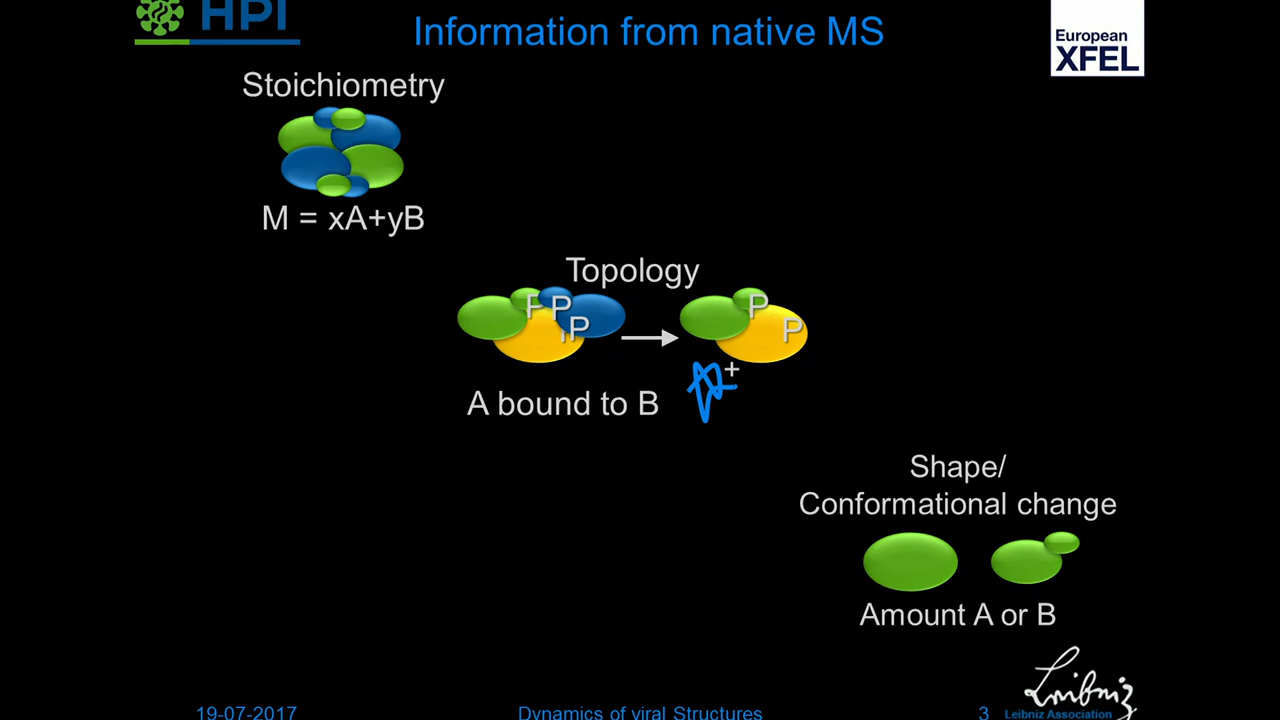 HPI
Information from native MS
European
XFEL
Stoichiometry
M = xA+yB
Topology
P
P
P
P
+
A bound to B
Shape/
Conformational change
Amount A or B
Leibniz
19-07-2017
Dynamics of viral Structures
3
Leibniz Association